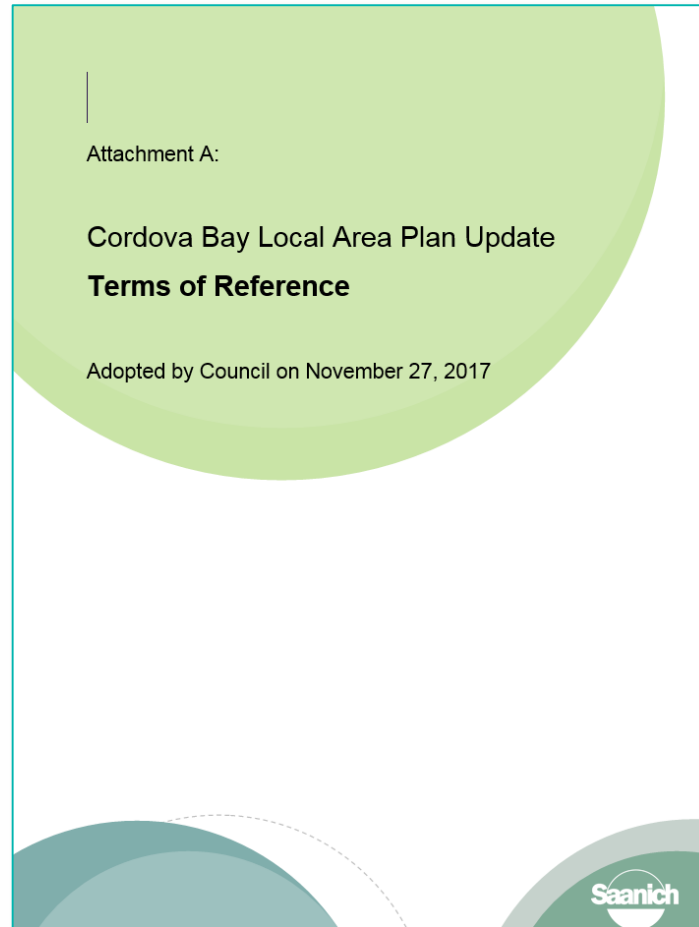 Attachment A:
Cordova Bay Local Area Plan Update
Terms of Reference
Adopted by Council on November 27, 2017
Saanich